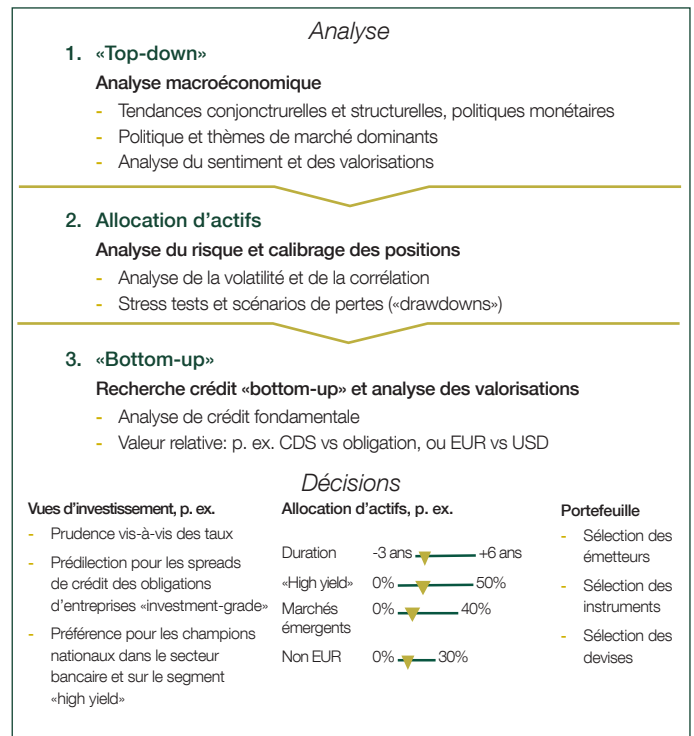 Analyse
1. «Top-down»
Analyse macroéconomique
- Tendances conjonctrurelles et structurelles, politiques monétaires
- Politique et thèmes de marché dominants
- Analyse du sentiment et des valorisations
2. Allocation d’actifs
Analyse du risque et calibrage des positions
- Analyse de la volatilité et de la corrélation
- Stress tests et scénarios de pertes («drawdowns»)
3. «Bottom-up»
Recherche crédit «bottom-up» et analyse des valorisations
- Analyse de crédit fondamentale
- Valeur relative: p. ex. CDS vs obligation, ou EUR vs USD
Décisions
Vues d’investissement, p. ex.
- Prudence vis-à-vis des taux
- Prédilection pour les spreads
de crédit des obligations
d’entreprises «investment-grade»
- Préférence pour les champions
nationaux dans le secteur
bancaire et sur le segment
«high yield»
Allocation d’actifs, p. ex.
Duration -3 ans +6 ans
«High yield» 0% 50%
Marchés 0% 40%
émergents
Non EUR 0% 30%
Portefeuille
- Sélection des
émetteurs
- Sélection des
instruments
- Sélection des
devises